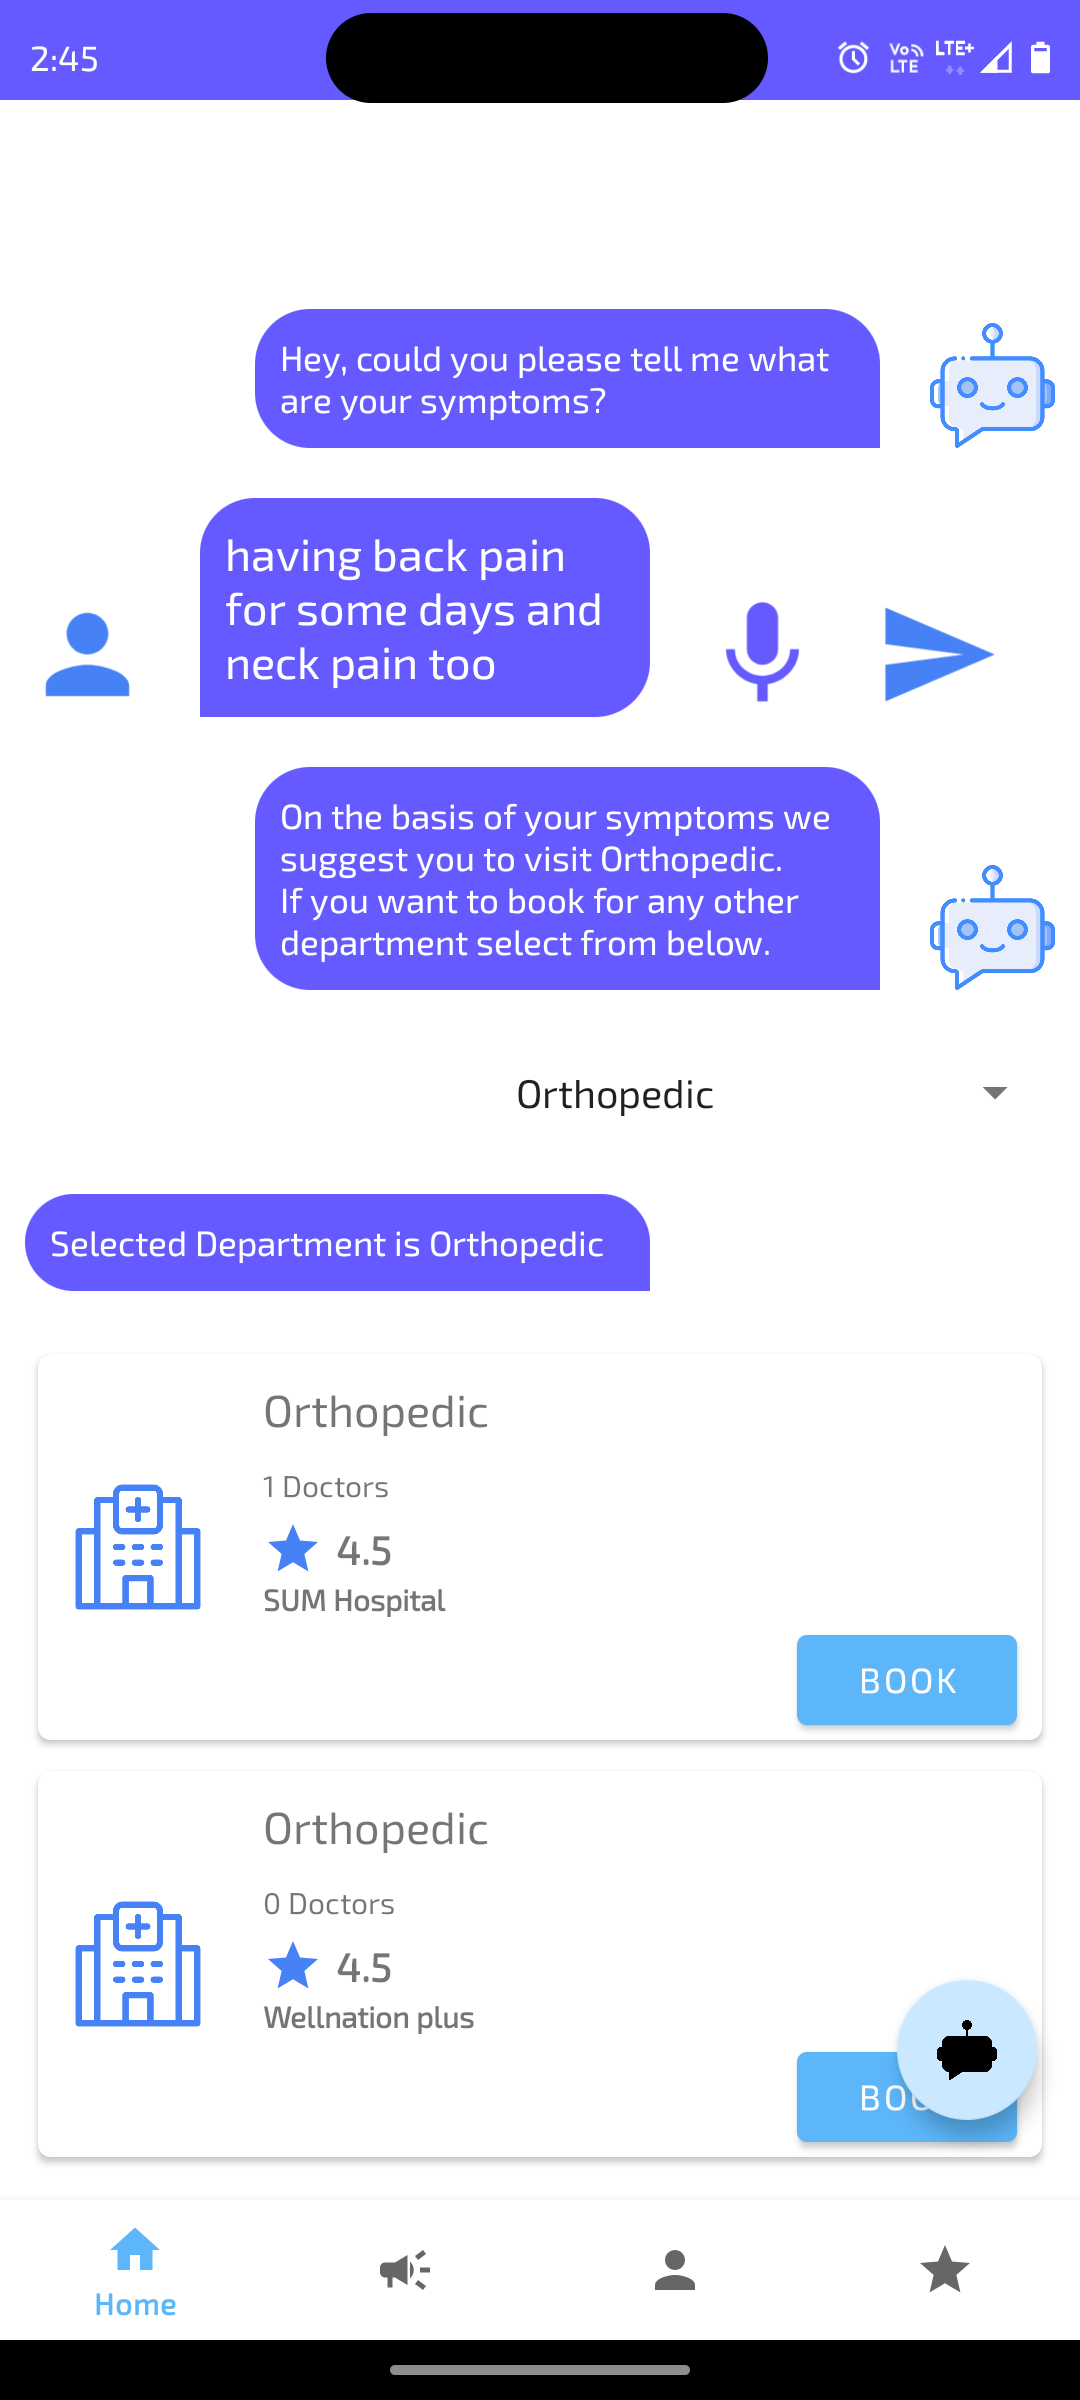 2:45
Vo LTE
LTE+
Hey, could you please tell me what
are your symptoms?
having back pain
for some days and
neck pain too
On the basis of your symptoms we
suggest you to visit Orthopedic.
If you want to book for any other
department select from below.
Orthopedic
Selected Department is Orthopedic
Orthopedic
1 Doctors
4.5
SUM Hospital
BOOK
Orthopedic
0 Doctors
4.5
Wellnation plus
Home